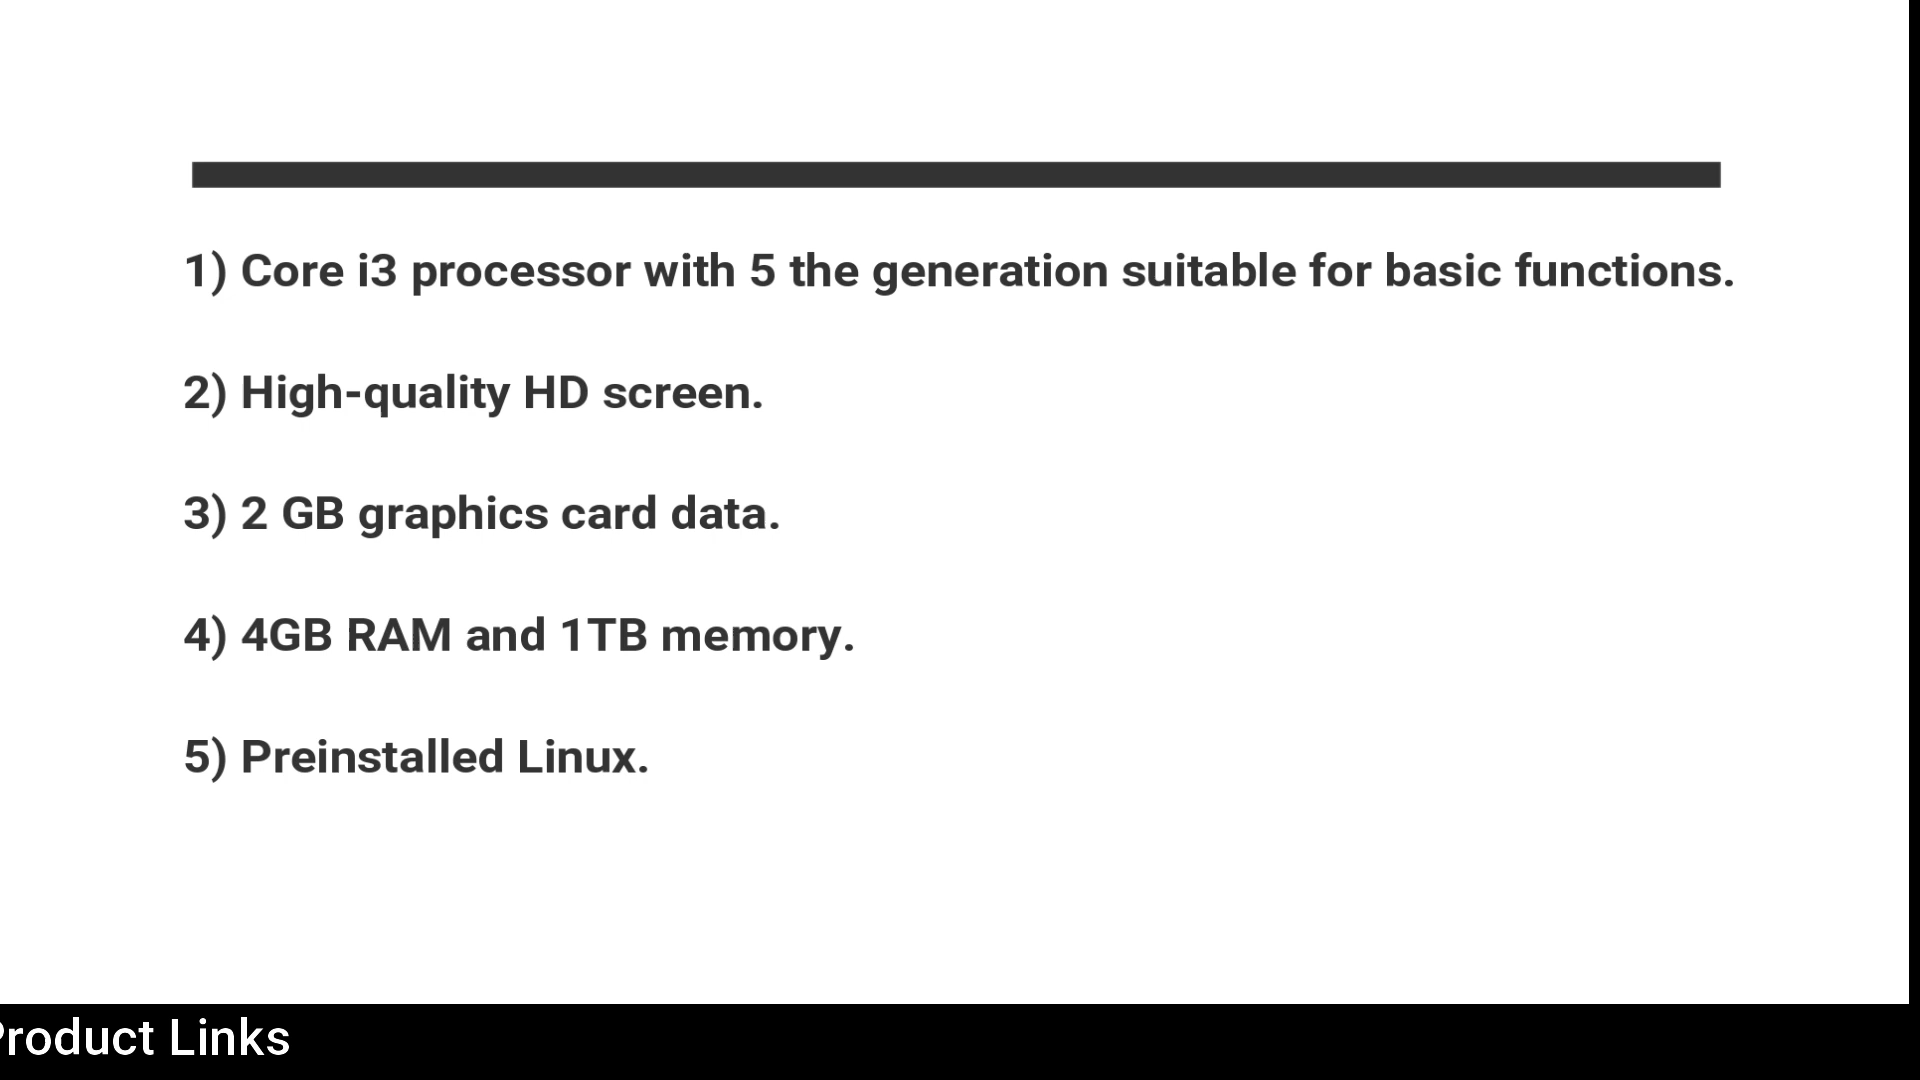 1) Core i3 processor with 5 the generation suitable for basic functions.
2) High-quality HD screen.
3) 2 GB graphics card data.
4) 4GB RAM and 1TB memory.
5) Preinstalled Linux.
Product Links